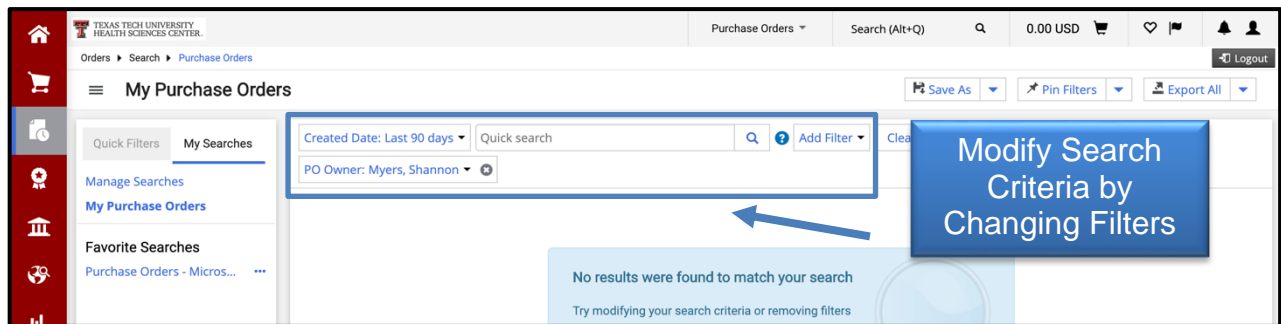 TEXAS TECH UNIVERSITY
HEALTH SCIENCES CENTER.
Purchase Orders
Search (Alt+Q)
0.00 USD
Orders
Search
Purchase Orders
Logout
My Purchase Orders
Save As
Pin Filters
Export All
Quick Filters
My Searches
Created Date: Last 90 days
Quick search
?
Add Filter
PO Owner: Myers, Shannon
Modify Search
Criteria by
Changing Filters
Manage Searches
My Purchase Orders
Favorite Searches
Purchase Orders - Micros...
No results were found to match your search
Try modifying your search criteria or removing filters